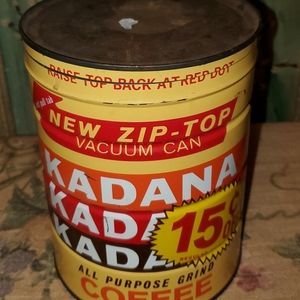 RAISE TOP BACK AT RED DOT
NEW ZIP-TOP
VACUUM CAN
KADANA
KADA
KADA
15¢
ALL PURPOSE GRIND
COFFEE